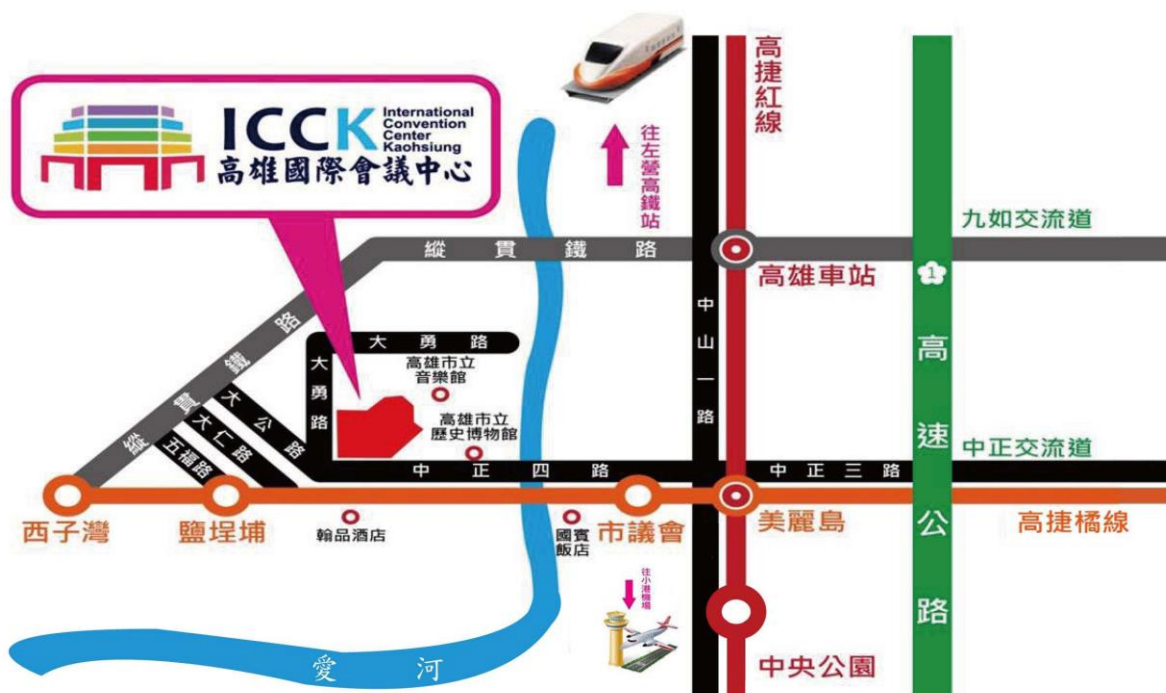 ICCK
International
Convention
Center
Kaohsiung
高雄國際會議中心
往左營高鐵站
高捷紅線
九如交流道
縱貫鐵路
高雄車站
1
高速公路
中山一路
縱貫鐵路
大勇路
大勇路
高雄市立
音樂館
高雄市立
歷史博物館
大公路
大仁路
五福路
中正四路
中正三路
中正交流道
西子灣
鹽埕埔
翰品酒店
國賓
飯店
市議會
美麗島
高捷橘線
往小港機場
中央公園
愛河